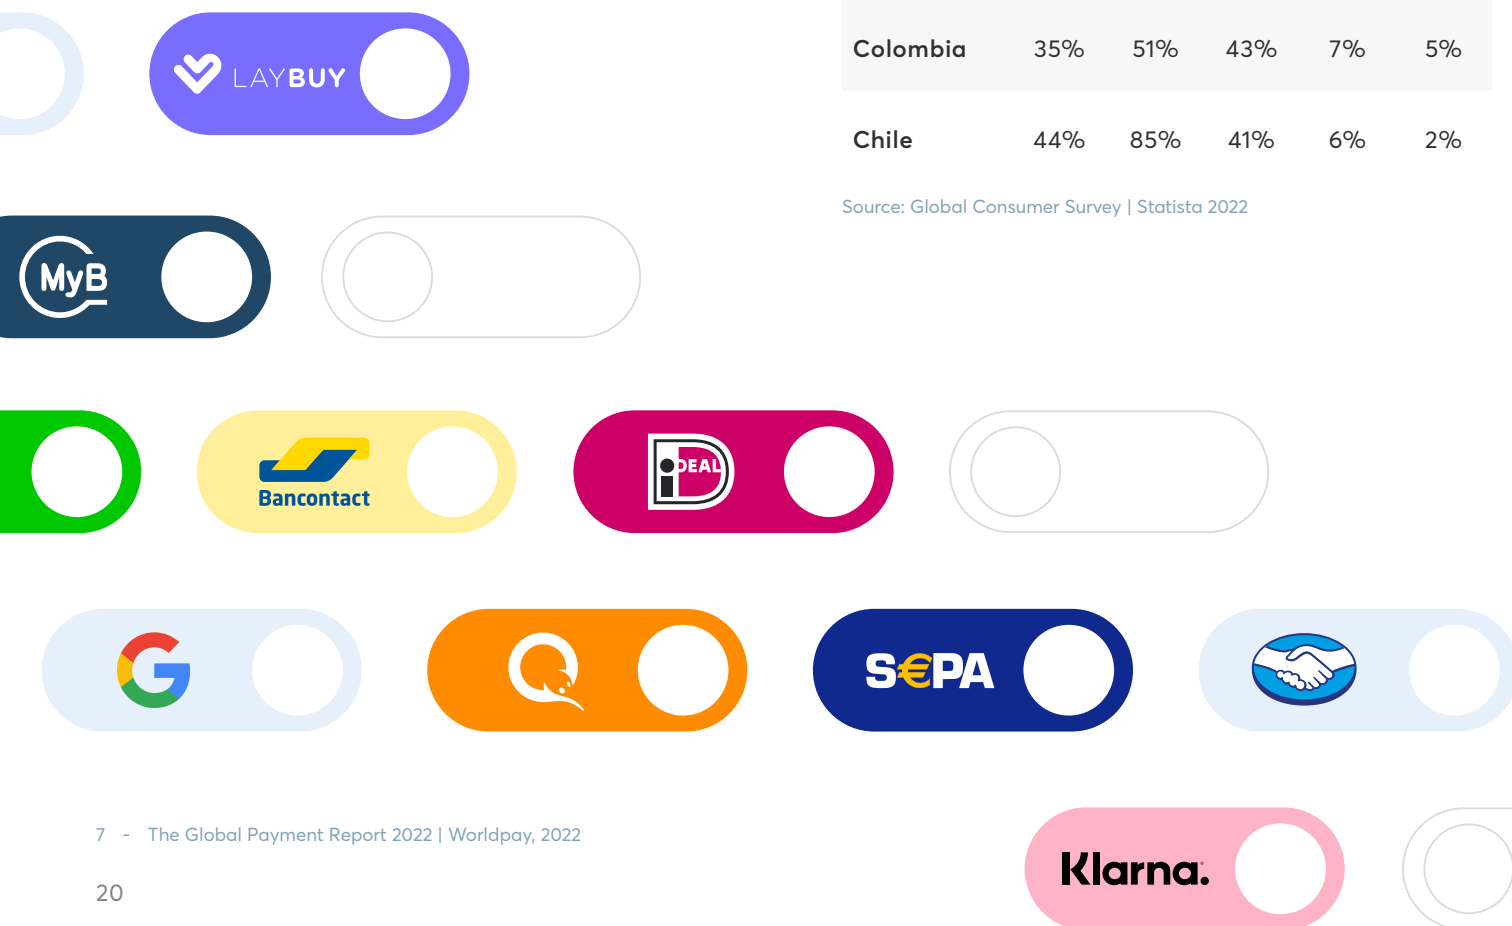 LAYBUY
Colombia 35% 51% 43% 7% 5%
Chile 44% 85% 41% 6% 2%
Source: Global Consumer Survey | Statista 2022
MyB
Bancontact
iDEAL
S€PA
7 - The Global Payment Report 2022 | Worldpay, 2022
Klarna.
20